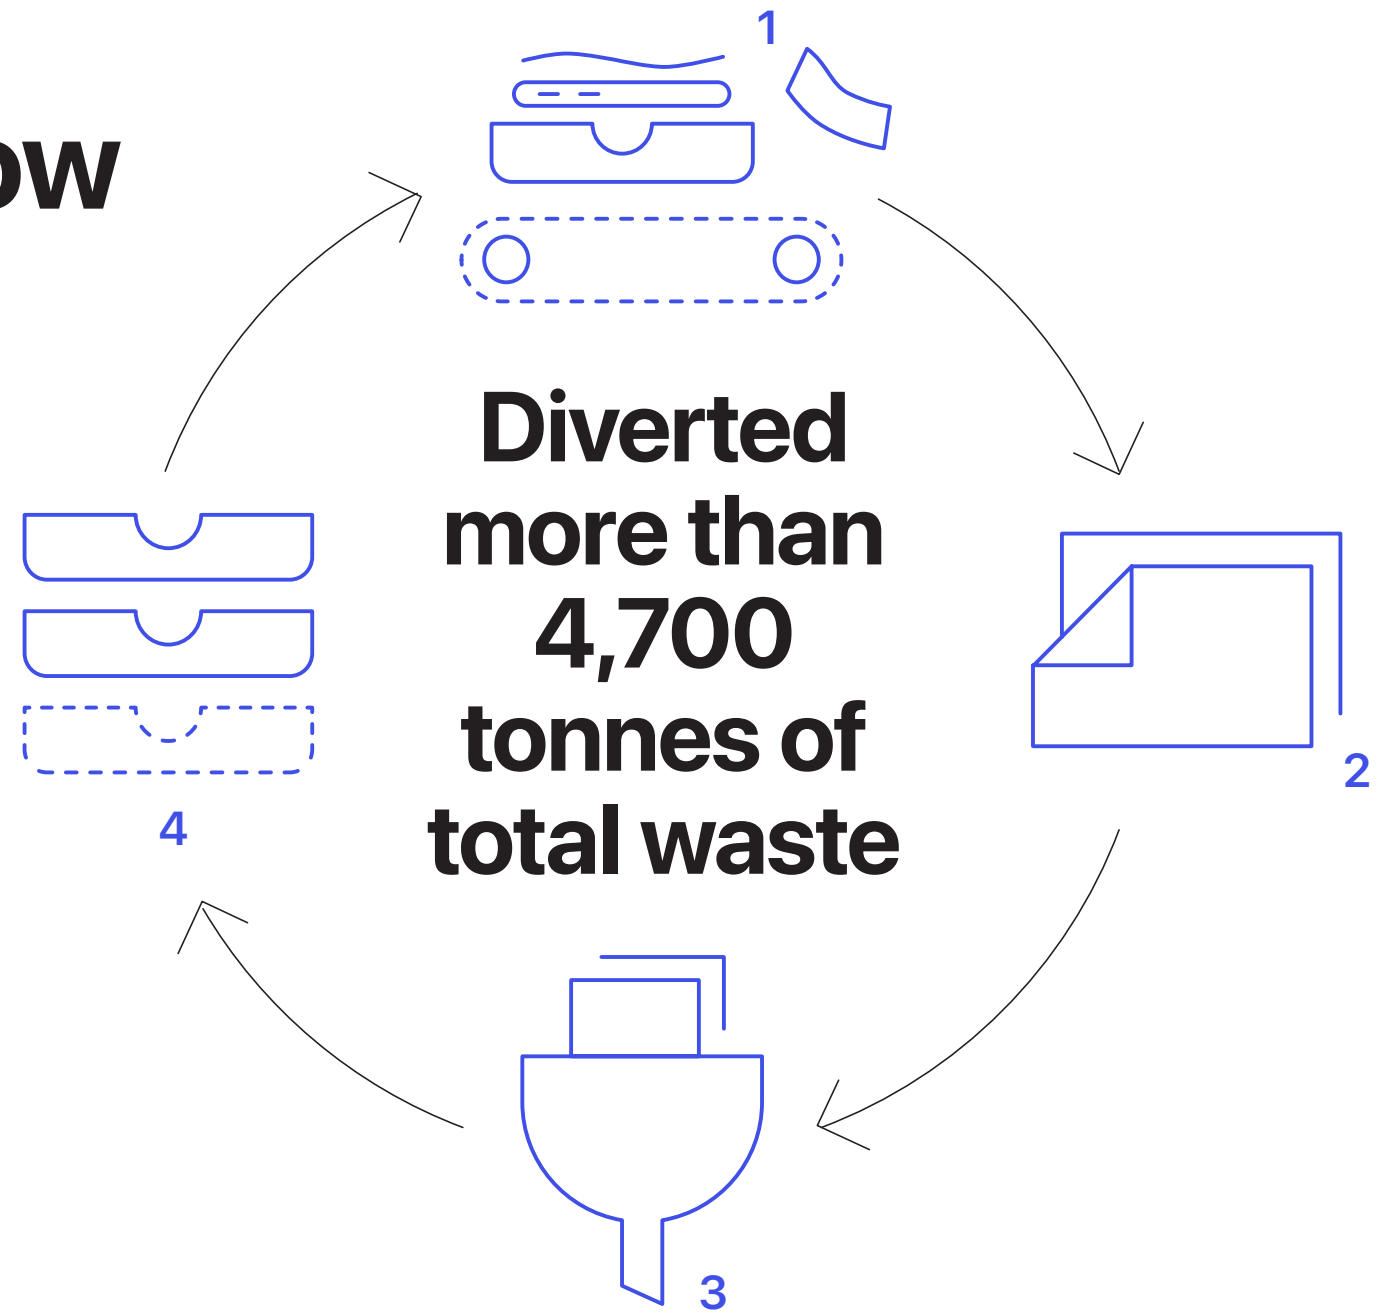 1
ow
Diverted
more than
4,700
tonnes of
total waste
2
4
3